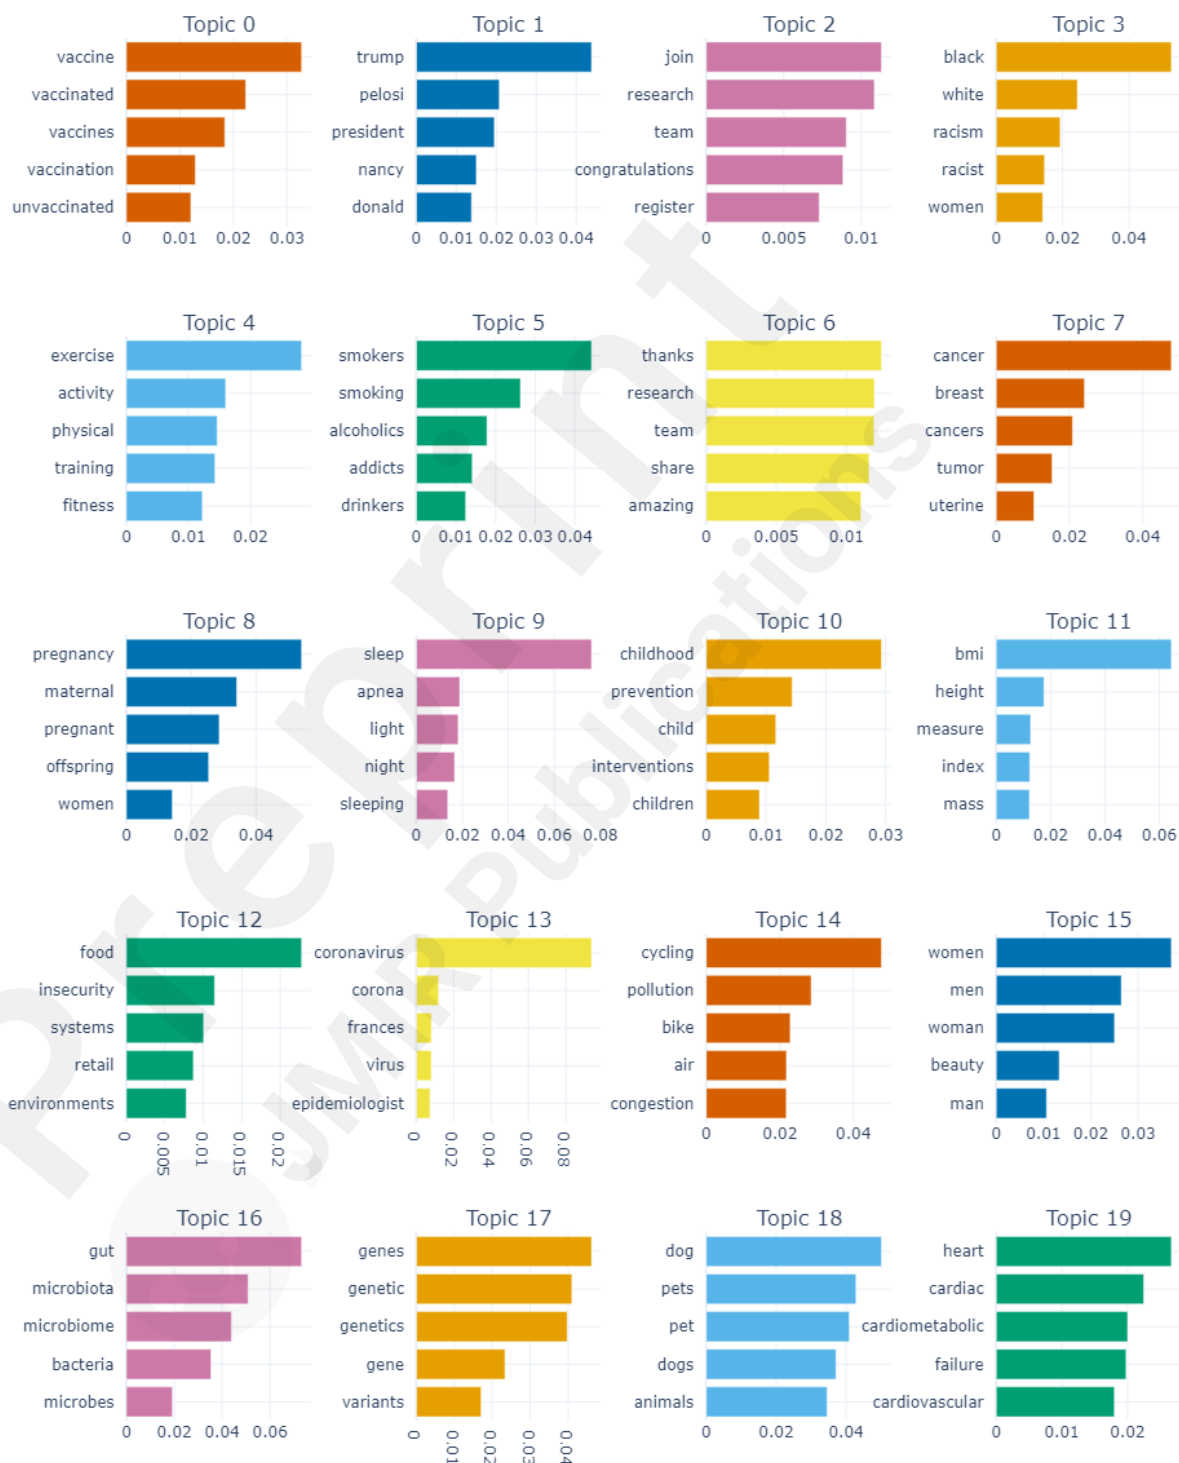 Topic 0
vaccine
vaccinated
vaccines
vaccination
unvaccinated
0 0.01 0.02 0.03
Topic 1
trump
pelosi
president
nancy
donald
0 0.01 0.02 0.03 0.04
Topic 2
join
research
team
congratulations
register
0 0.005 0.01
Topic 3
black
white
racism
racist
women
0 0.02 0.04
Topic 4
exercise
activity
physical
training
fitness
0 0.01 0.02
Topic 5
smokers
smoking
alcoholics
addicts
drinkers
0 0.01 0.02 0.03 0.04
Topic 6
thanks
research
team
share
amazing
0 0.005 0.01
Topic 7
cancer
breast
cancers
tumor
uterine
0 0.02 0.04
Topic 8
pregnancy
maternal
pregnant
offspring
women
0 0.02 0.04
Topic 9
sleep
apnea
light
night
sleeping
0 0.02 0.04 0.06 0.08
Topic 10
childhood
prevention
child
interventions
children
0 0.01 0.02 0.03
Topic 11
bmi
height
measure
index
mass
0 0.02 0.04 0.06
Topic 12
food
insecurity
systems
retail
environments
0 0.005 0.01 0.015 0.02
Topic 13
coronavirus
corona
frances
virus
epidemiologist
0 0.02 0.04 0.06 0.08
Topic 14
cycling
pollution
bike
air
congestion
0 0.02 0.04
Topic 15
women
men
woman
beauty
man
0 0.01 0.02 0.03
Topic 16
gut
microbiota
microbiome
bacteria
microbes
0 0.02 0.04 0.06
Topic 17
genes
genetic
genetics
gene
variants
0 0.01 0.02 0.03 0.04
Topic 18
dog
pets
pet
dogs
animals
0 0.02 0.04
Topic 19
heart
cardiac
cardiometabolic
failure
cardiovascular
0 0.01 0.02
Preprint
JMIR Publications